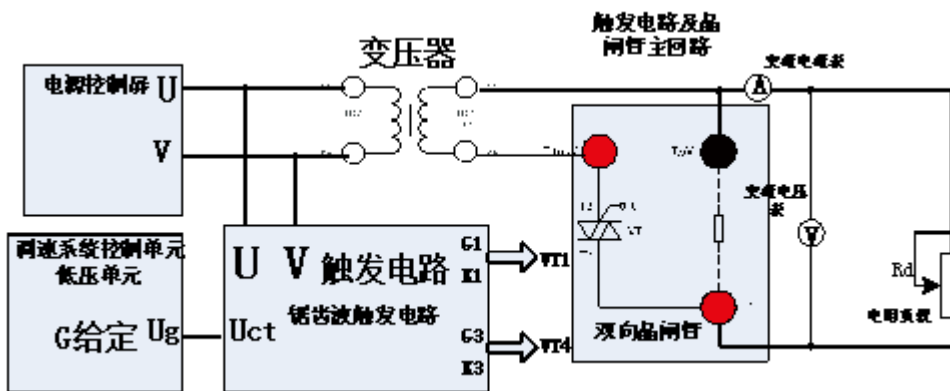 触发电路及晶
闸管主回路
变压器
交流电流表
电源控制屏 U
A
V
交流电压
表
V
调速系统控制单元
低压单元
U V 触发电路
G1
K1
VT1
VT
Rd
电阻负载
锯齿波触发电路
G给定 Ug
Uct
G3
K3
VT4
双向晶闸管